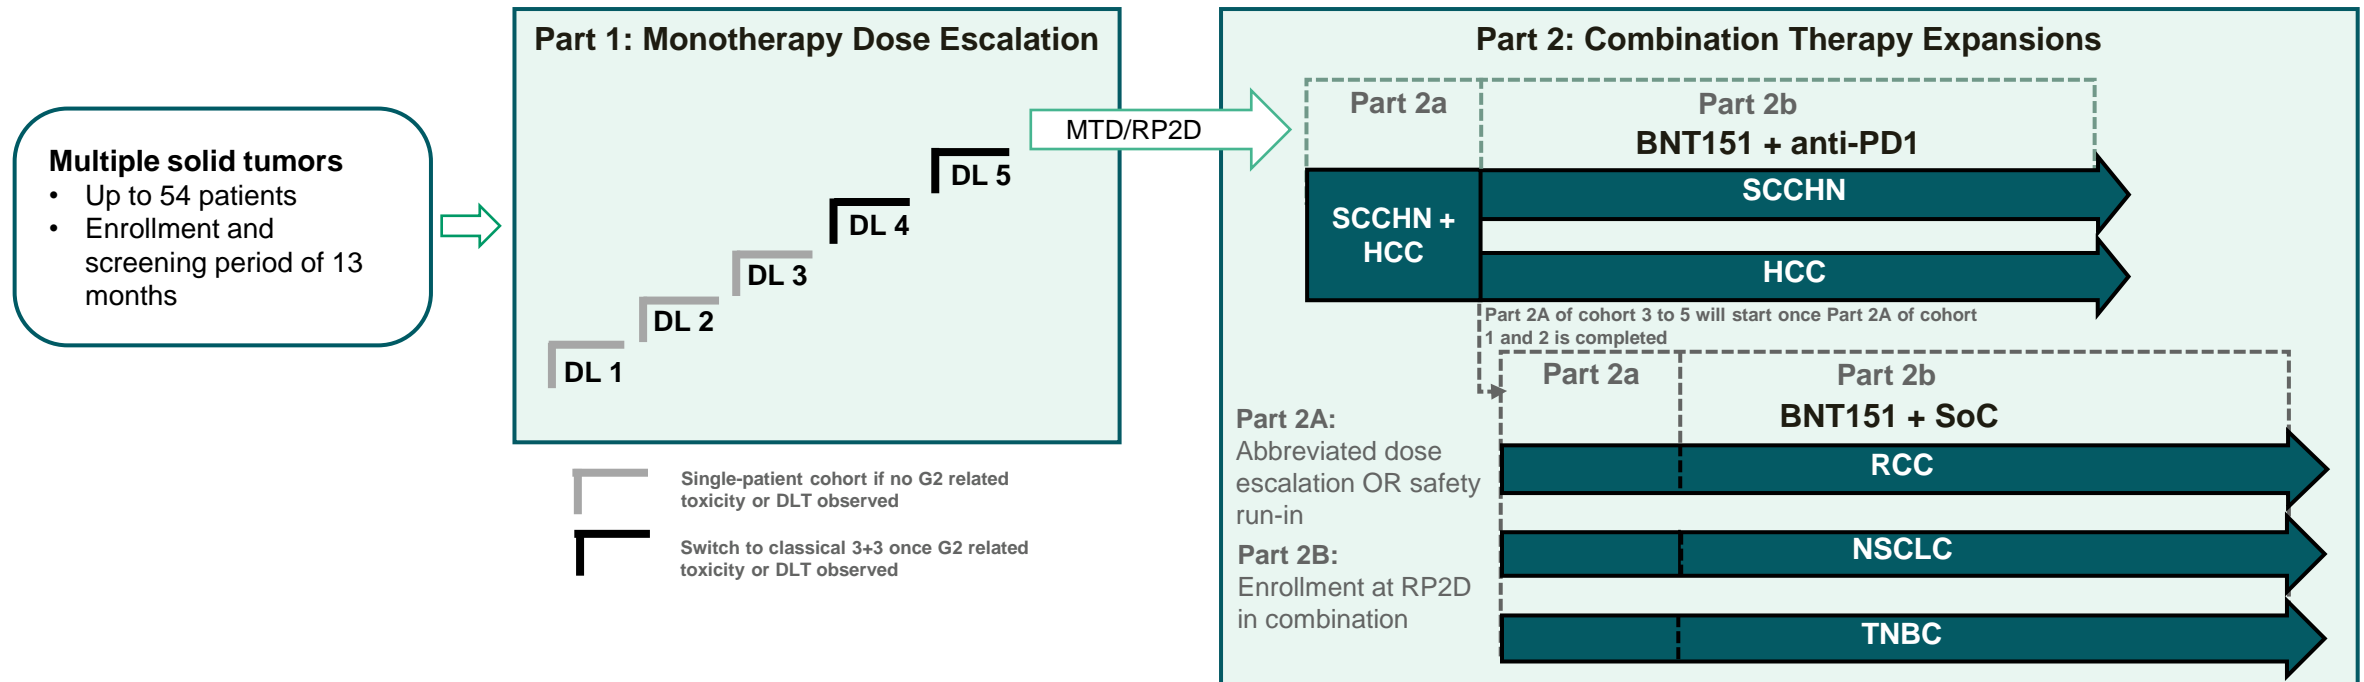 Multiple solid tumors
• Up to 54 patients
• Enrollment and
screening period of 13
months
Part 1: Monotherapy Dose Escalation
DL 5
DL 4
DL 3
DL 2
DL 1
Single-patient cohort if no G2 related
toxicity or DLT observed
Switch to classical 3+3 once G2 related
toxicity or DLT observed
MTD/RP2D
Part 2: Combination Therapy Expansions
Part 2a
Part 2b
BNT151 + anti-PD1
SCCHN +
HCC
SCCHN
HCC
Part 2A of cohort 3 to 5 will start once Part 2A of cohort
1 and 2 is completed
Part 2a
Part 2b
BNT151 + SoC
RCC
NSCLC
TNBC
Part 2A:
Abbreviated dose
escalation OR safety
run-in
Part 2B:
Enrollment at RP2D
in combination